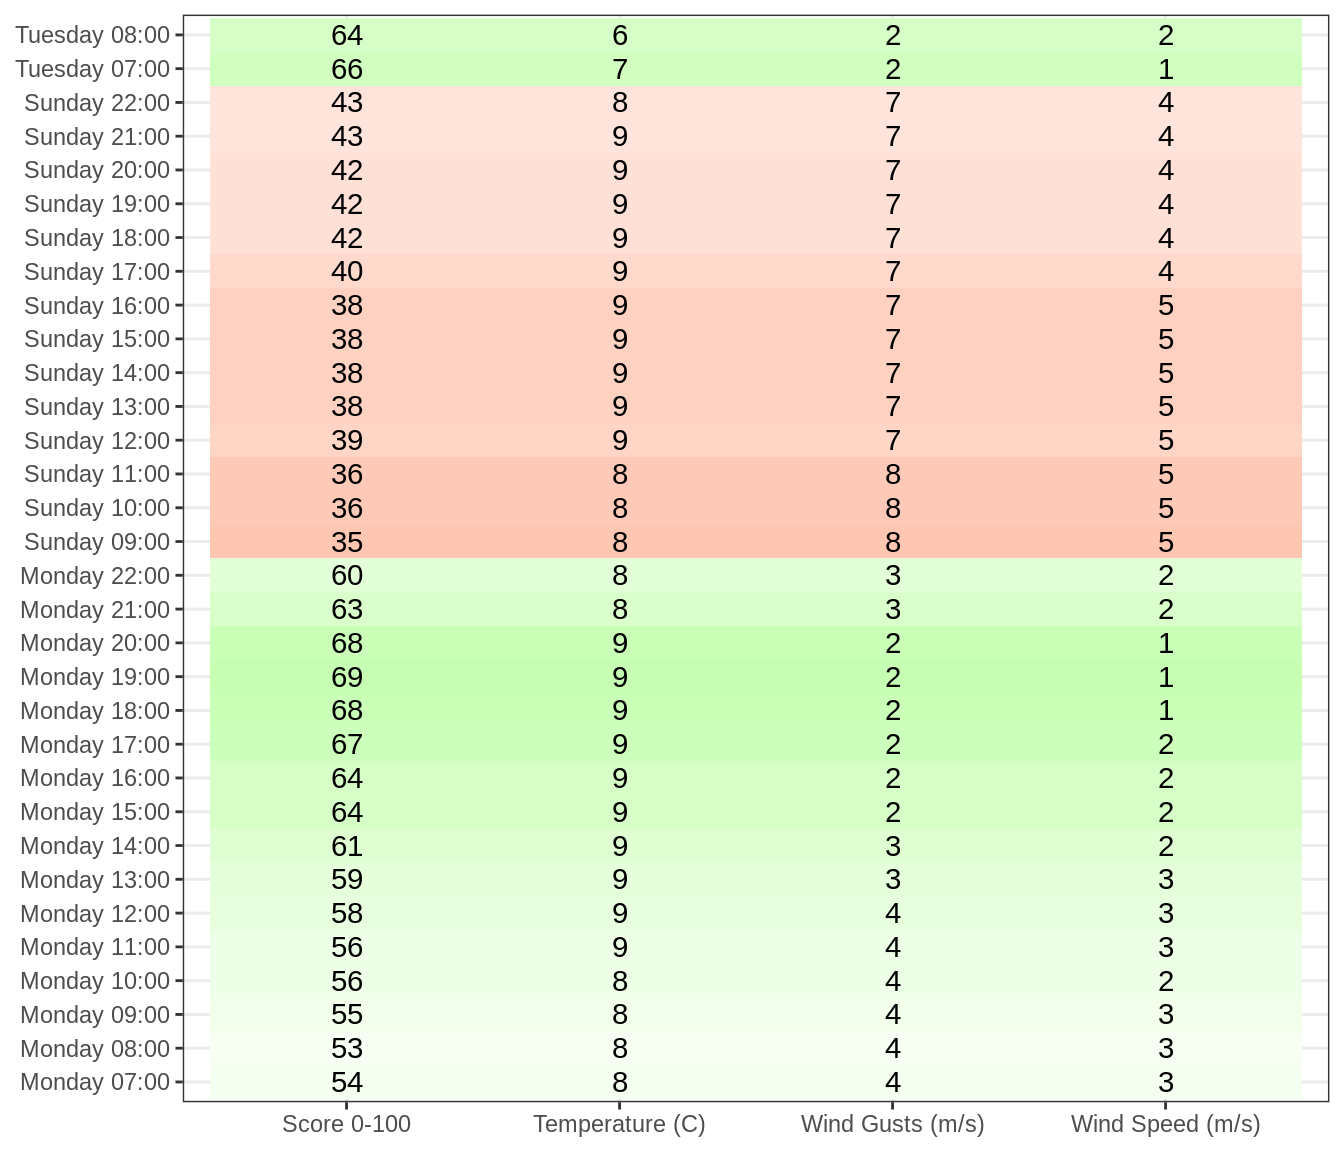 Tuesday 08:00 64 6 2 2
Tuesday 07:00 66 7 2 1
Sunday 22:00 43 8 7 4
Sunday 21:00 43 9 7 4
Sunday 20:00 42 9 7 4
Sunday 19:00 42 9 7 4
Sunday 18:00 42 9 7 4
Sunday 17:00 40 9 7 4
Sunday 16:00 38 9 7 5
Sunday 15:00 38 9 7 5
Sunday 14:00 38 9 7 5
Sunday 13:00 38 9 7 5
Sunday 12:00 39 9 7 5
Sunday 11:00 36 8 8 5
Sunday 10:00 36 8 8 5
Sunday 09:00 35 8 8 5
Monday 22:00 60 8 3 2
Monday 21:00 63 8 3 2
Monday 20:00 68 9 2 1
Monday 19:00 69 9 2 1
Monday 18:00 68 9 2 1
Monday 17:00 67 9 2 2
Monday 16:00 64 9 2 2
Monday 15:00 64 9 2 2
Monday 14:00 61 9 3 2
Monday 13:00 59 9 3 3
Monday 12:00 58 9 4 3
Monday 11:00 56 9 4 3
Monday 10:00 56 8 4 2
Monday 09:00 55 8 4 3
Monday 08:00 53 8 4 3
Monday 07:00 54 8 4 3
Score 0-100 Temperature (C) Wind Gusts (m/s) Wind Speed (m/s)